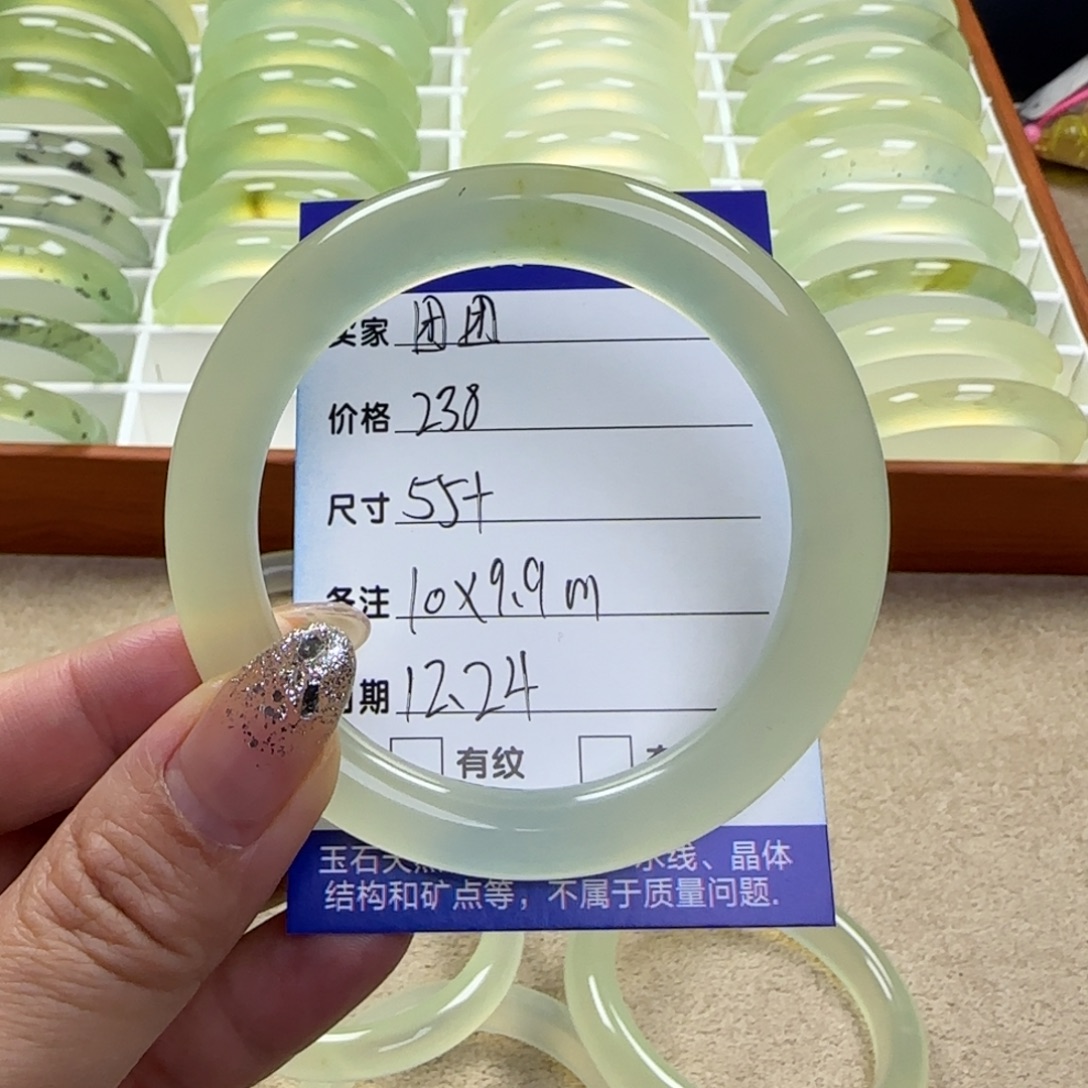 卖家 团团
价格 238
尺寸 55+
备注 10×9.9m
日期 12.24
有纹
玉石天 水线、晶体
结构和矿点等，不属于质量问题.